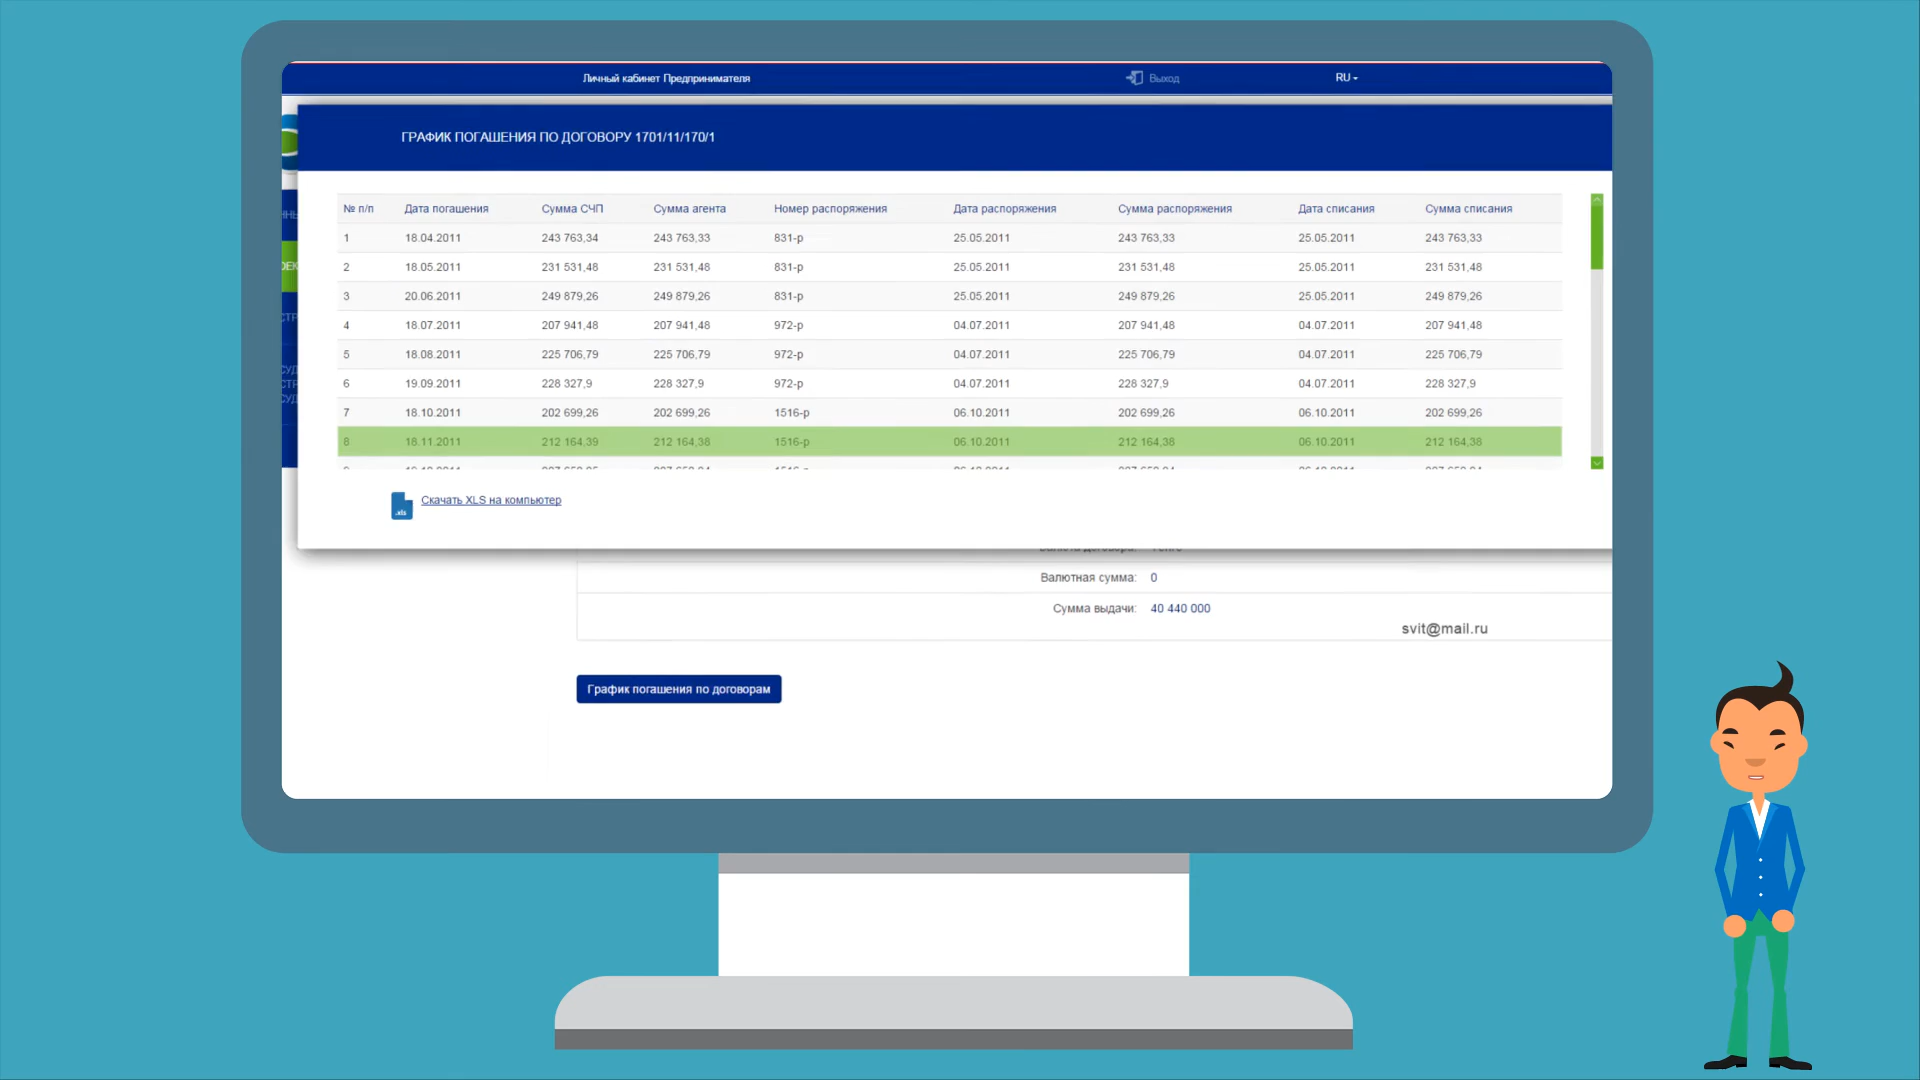 Личный кабинет Предпринимателя Выход RU
ГРАФИК ПОГАШЕНИЯ ПО ДОГОВОРУ 1701/11/170/1
№ п/п Дата погашения Сумма СЧП Сумма агента Номер распоряжения Дата распоряжения Сумма распоряжения Дата списания Сумма списания
1 18.04.2011 243 763,34 243 763,33 831-р 25.05.2011 243 763,33 25.05.2011 243 763,33
2 18.05.2011 231 531,48 231 531,48 831-р 25.05.2011 231 531,48 25.05.2011 231 531,48
3 20.06.2011 249 879,26 249 879,26 831-р 25.05.2011 249 879,26 25.05.2011 249 879,26
4 18.07.2011 207 941,48 207 941,48 972-р 04.07.2011 207 941,48 04.07.2011 207 941,48
5 18.08.2011 225 706,79 225 706,79 972-р 04.07.2011 225 706,79 04.07.2011 225 706,79
6 19.09.2011 228 327,9 228 327,9 972-р 04.07.2011 228 327,9 04.07.2011 228 327,9
7 18.10.2011 202 699,26 202 699,26 1516-р 06.10.2011 202 699,26 06.10.2011 202 699,26
8 18.11.2011 212 164,39 212 164,38 1516-р 06.10.2011 212 164,38 06.10.2011 212 164,38
.xls Скачать XLS на компьютер
Валютная сумма: 0
Сумма выдачи: 40 440 000
svit@mail.ru
График погашения по договорам